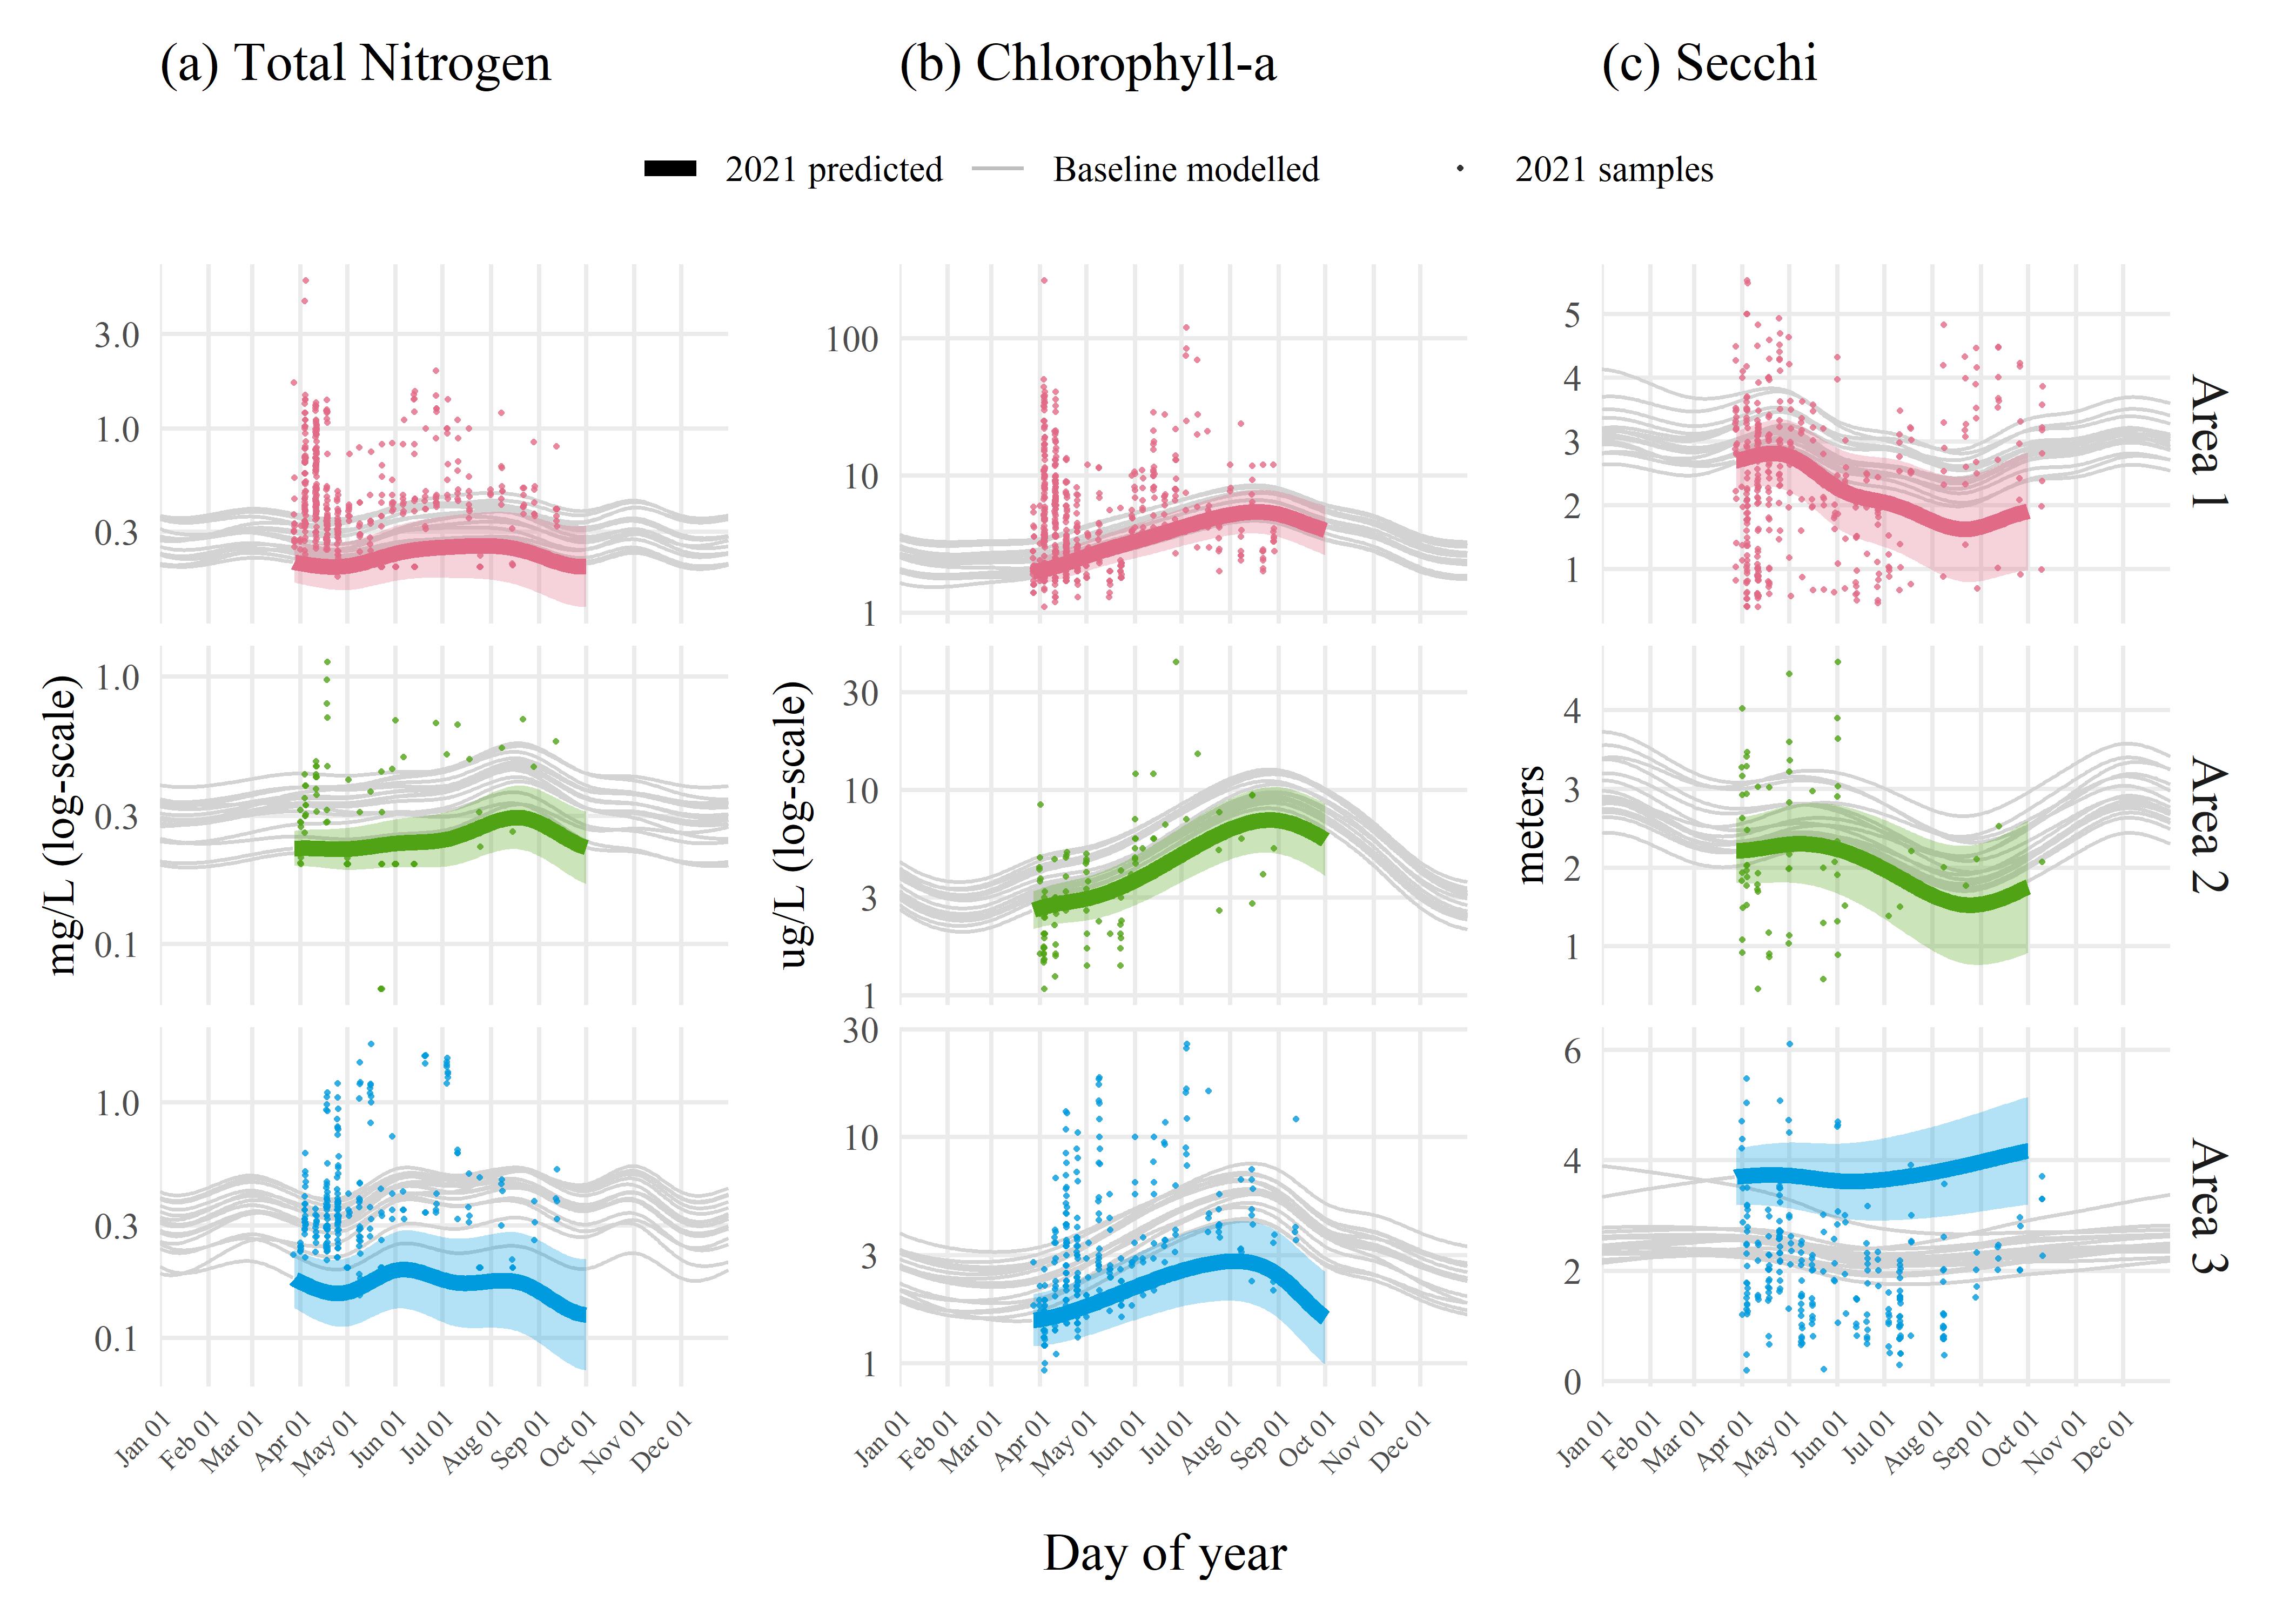 (a) Total Nitrogen (b) Chlorophyll-a (c) Secchi
2021 predicted Baseline modelled 2021 samples
mg/L (log-scale)
3.0
1.0
0.3
1.0
0.3
0.1
1.0
0.3
0.1
Jan 01 Feb 01 Mar 01 Apr 01 May 01 Jun 01 Jul 01 Aug 01 Sep 01 Oct 01 Nov 01 Dec 01
ug/L (log-scale)
100
10
1
30
10
3
1
30
10
3
1
Jan 01 Feb 01 Mar 01 Apr 01 May 01 Jun 01 Jul 01 Aug 01 Sep 01 Oct 01 Nov 01 Dec 01
meters
5
4
3
2
1
4
3
2
1
6
4
2
0
Jan 01 Feb 01 Mar 01 Apr 01 May 01 Jun 01 Jul 01 Aug 01 Sep 01 Oct 01 Nov 01 Dec 01
Area 1
Area 2
Area 3
Day of year